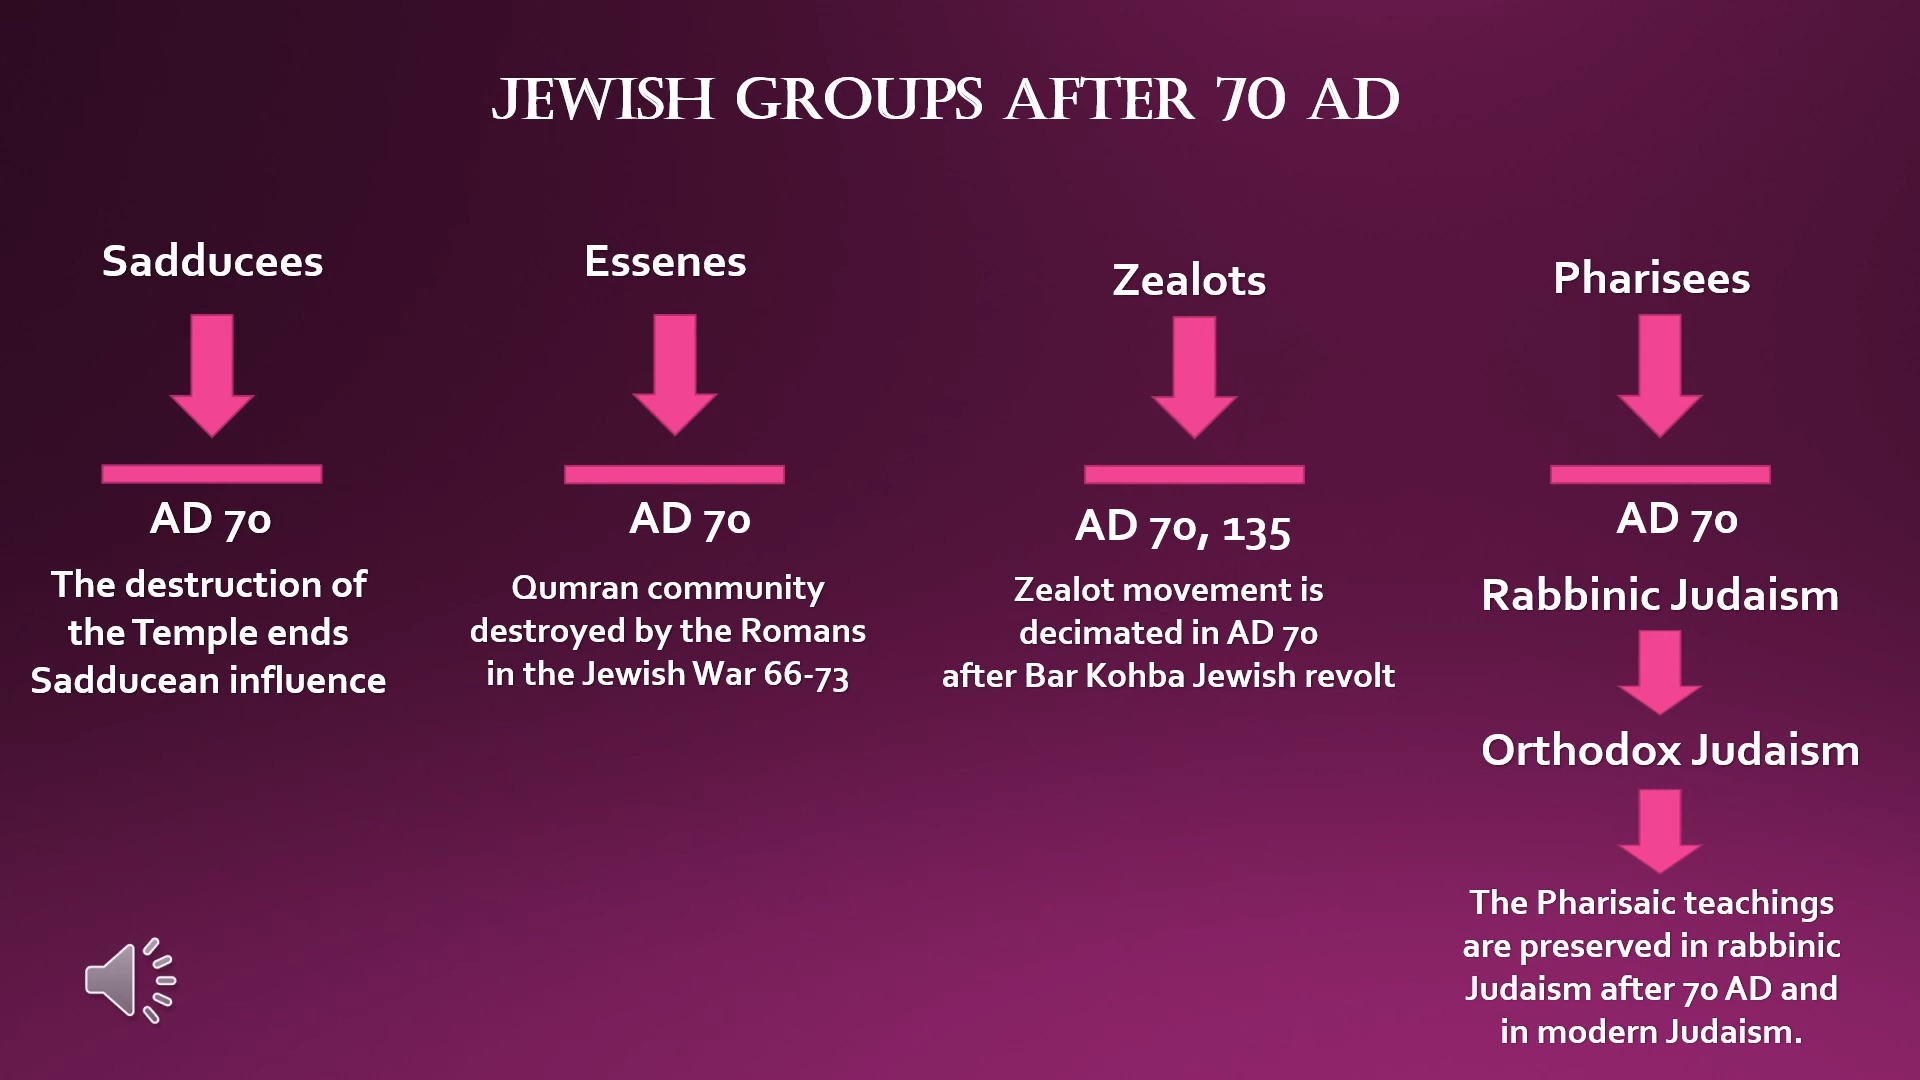 JEWISH GROUPS AFTER 70 AD
Sadducees
AD 70
The destruction of
the Temple ends
Sadducean influence
Essenes
AD 70
Qumran community
destroyed by the Romans
in the Jewish War 66-73
Zealots
AD 70, 135
Zealot movement is
decimated in AD 70
after Bar Kohba Jewish revolt
Pharisees
AD 70
Rabbinic Judaism
Orthodox Judaism
The Pharisaic teachings
are preserved in rabbinic
Judaism after 70 AD and
in modern Judaism.